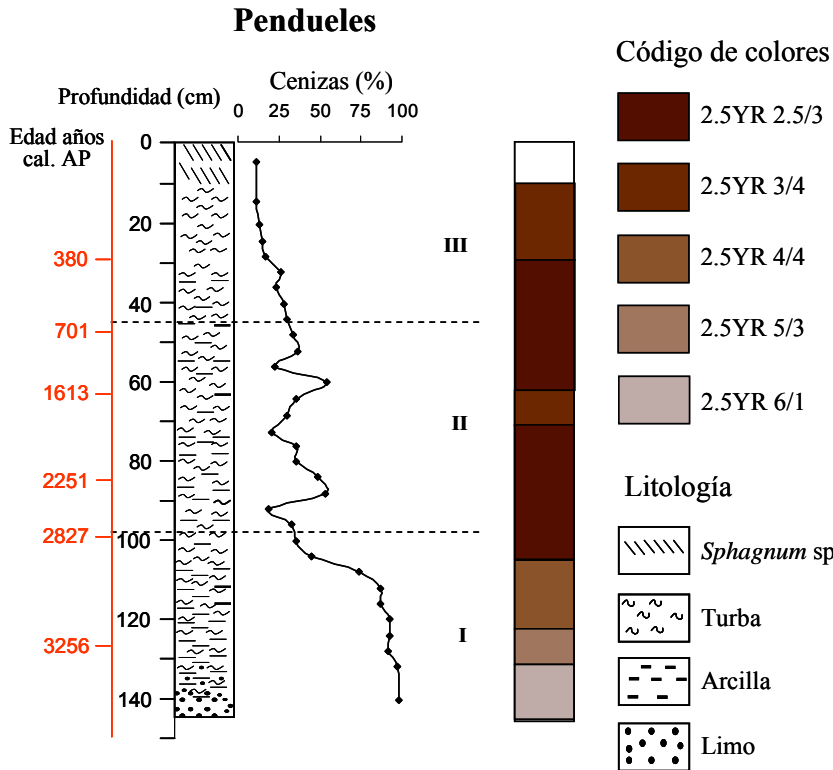 Pendueles
Cenizas (%)
Profundidad (cm)
0 25 50 75 100
Edad años
cal. AP
0
20
40
60
80
100
120
140
380
701
1613
2251
2827
3256
III
II
I
Código de colores
2.5YR 2.5/3
2.5YR 3/4
2.5YR 4/4
2.5YR 5/3
2.5YR 6/1
Litología
Sphagnum sp
Turba
Arcilla
Limo